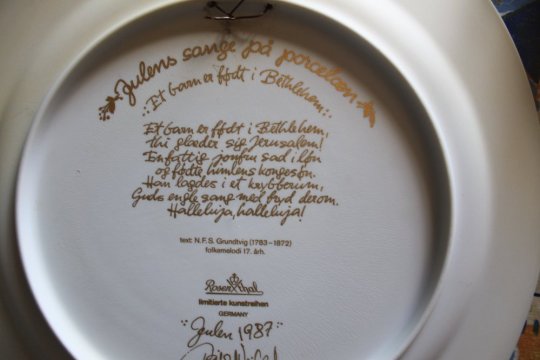 Julens sange på porcelæn
Et barn er født i Bethlehem
Et barn er født i Bethlehem,
thi glæder sig Jerusalem!
En fattig jomfru sad i løn
og fødte himlens kongesøn.
Han lagdes i et krybberum,
Guds engle sang med fryd derom.
Halleluja, halleluja!
text: N.F.S. Grundtvig (1783–1872)
folkemelodi 17. årh.
Rosenthal
limitierte kunstreihen
GERMANY
"Julen 1987"